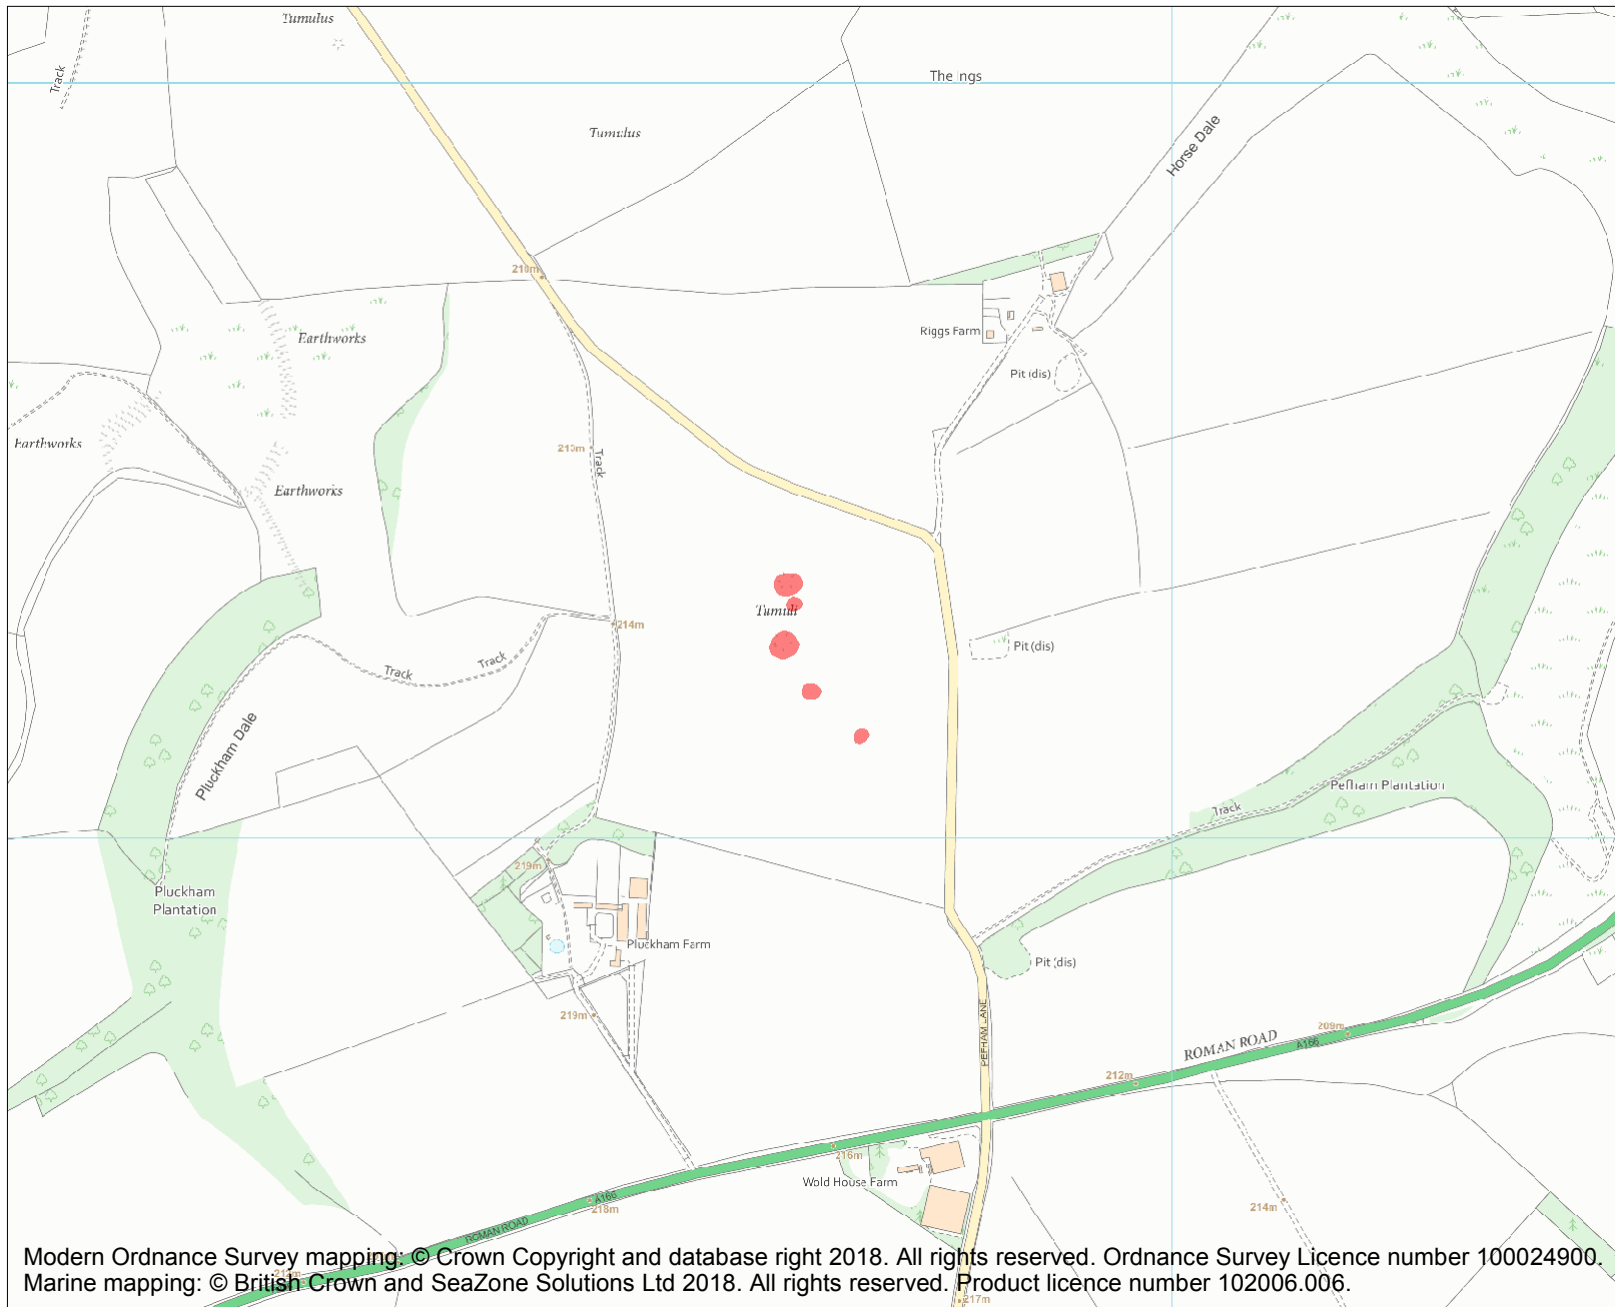 Tumulus
Track
The Ings
Tumulus
Horse Dale
210m
Earthworks
Riggs Farm
Pit (dis)
Earthworks
213m
Track
Earthworks
Tumuli
214m
Pit (dis)
Track
Track
Pluckham Dale
Track
219m
Pluckham
Plantation
Pluckham Farm
Pit (dis)
219m
PEFHAM LANE
ROMAN ROAD
209m
A166
212m
216m
Wold House Farm
A166
218m
214m
ROMAN ROAD
217m
Modern Ordnance Survey mapping: © Crown Copyright and database right 2018. All rights reserved. Ordnance Survey Licence number 100024900.
Marine mapping: © British Crown and SeaZone Solutions Ltd 2018. All rights reserved. Product licence number 102006.006.